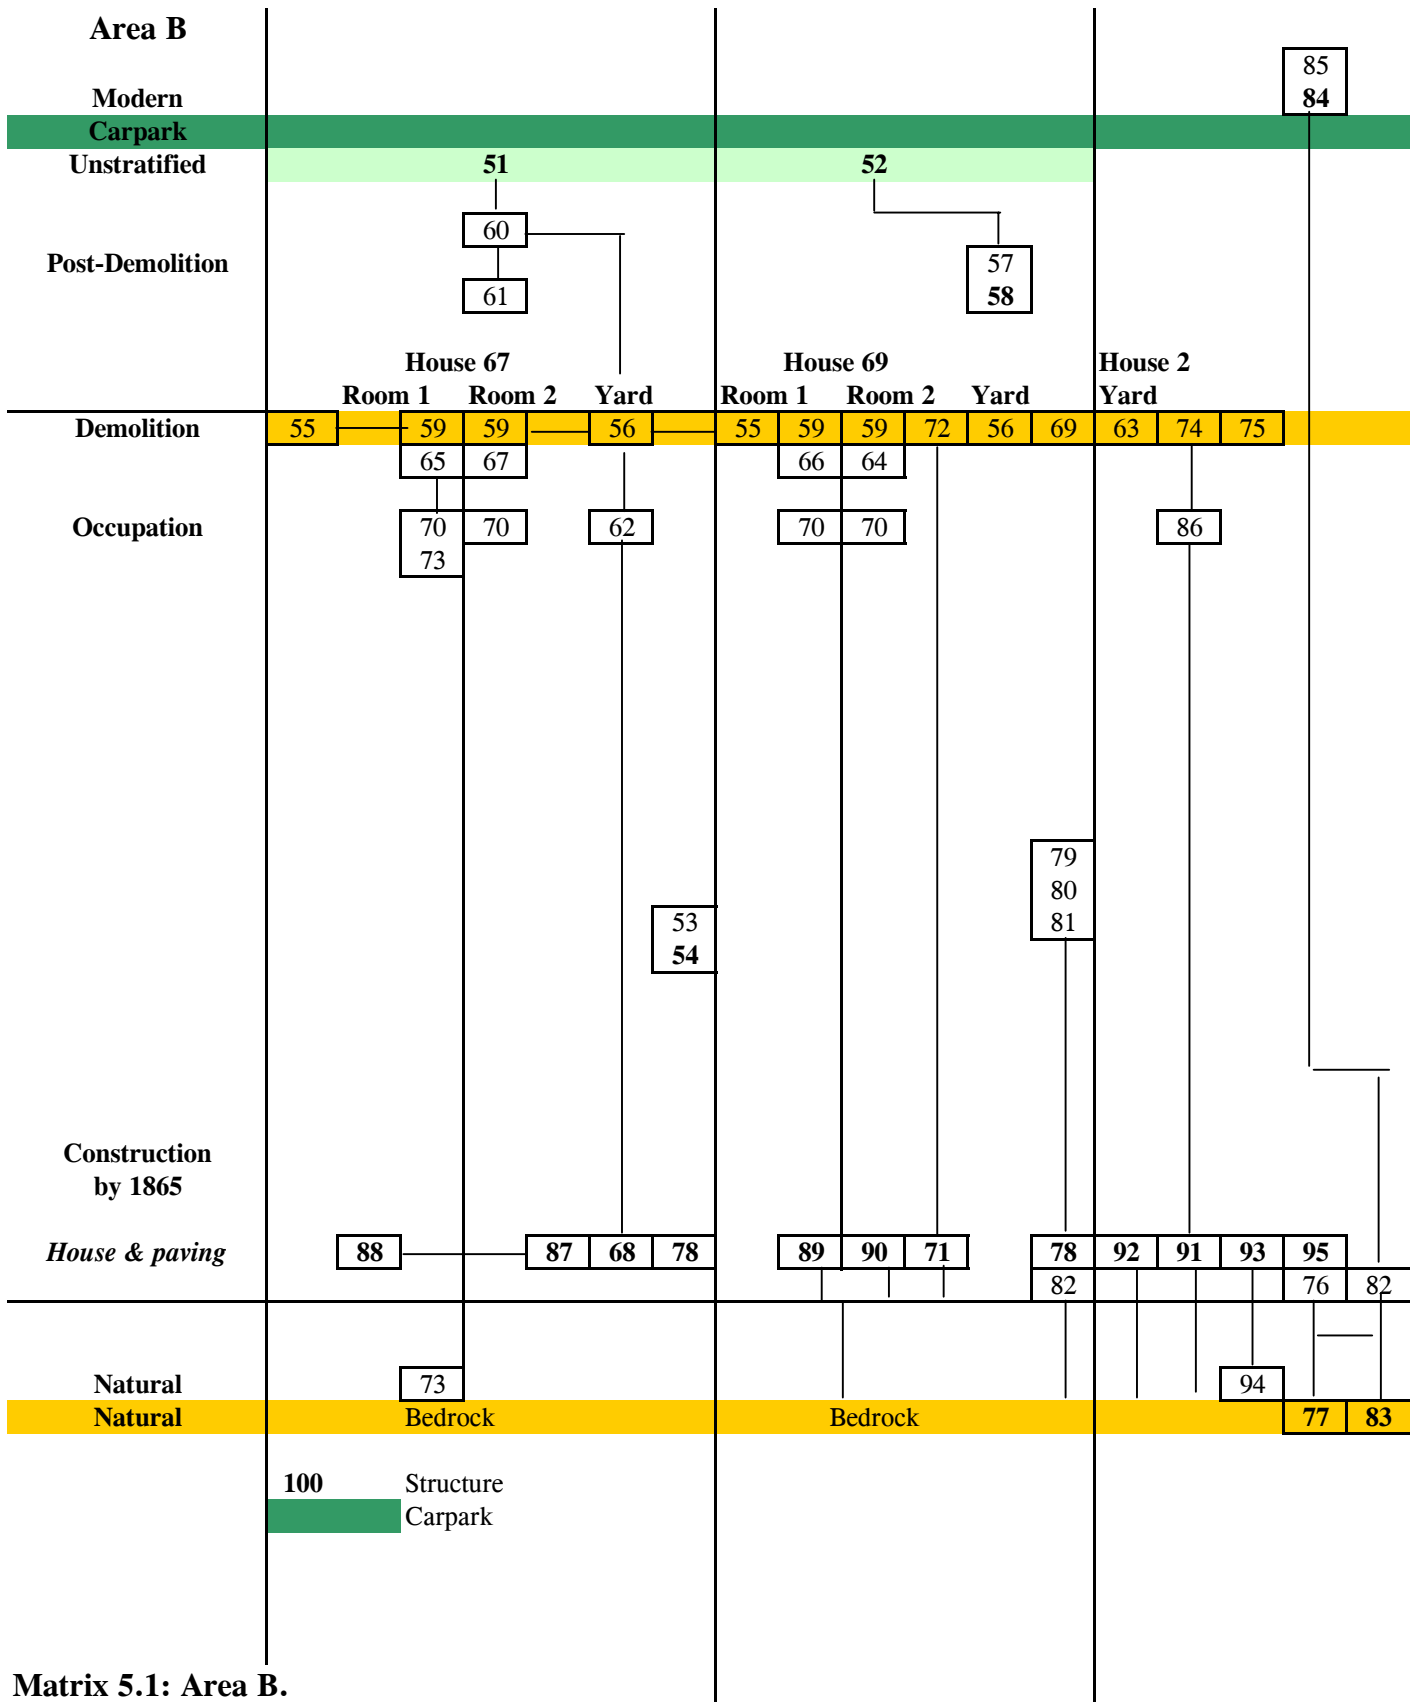 Area B
85
Modern 84
Carpark
Unstratified 51 52
60
Post-Demolition 57
61 58
House 67 House 69 House 2
Room 1 Room 2 Yard Room 1 Room 2 Yard Yard
Demolition 55 59 59 56 55 59 59 72 56 69 63 74 75
65 67 66 64
Occupation 70 70 62 70 70 86
73
79
80
53 81
54
Construction
by 1865
House & paving 88 87 68 78 89 90 71 78 92 91 93 95
82 76 82
Natural 73 94
Natural Bedrock Bedrock 77 83
100 Structure
Carpark
Matrix 5.1: Area B.